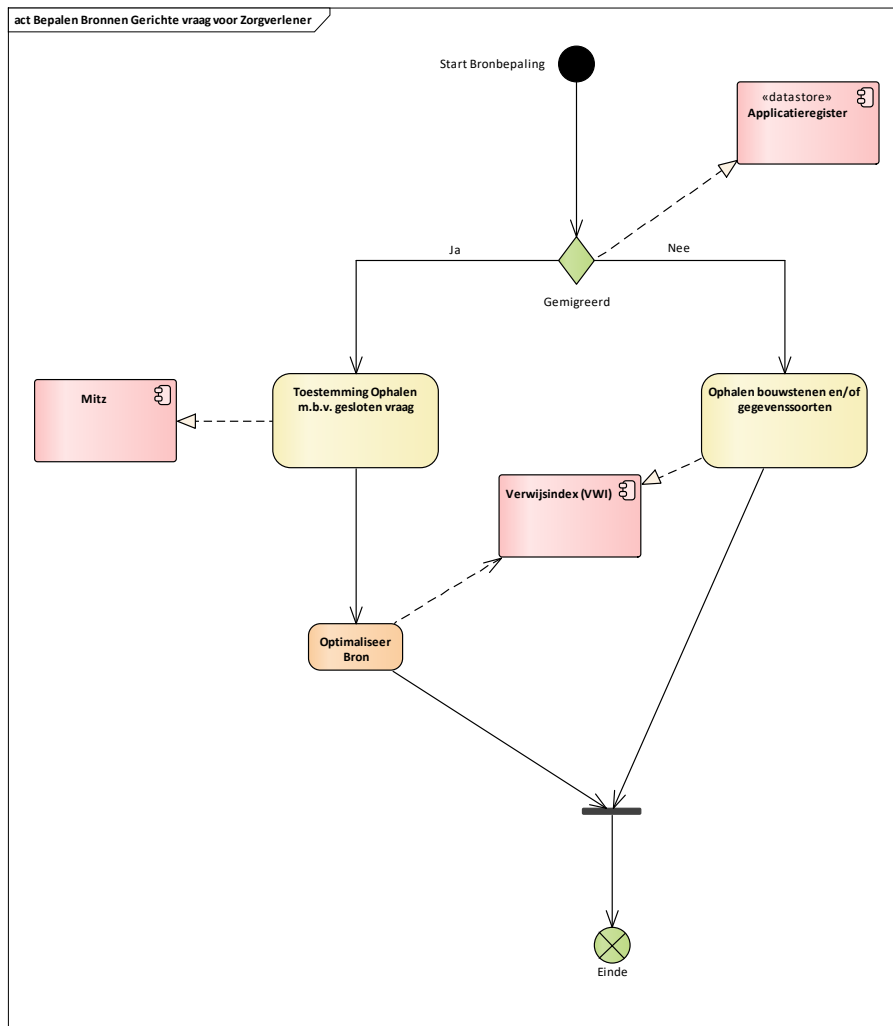 act Bepalen Bronnen Gerichte vraag voor Zorgverlener
Start Bronbepaling
«datastore»
Applicatieregister
Ja
Nee
Gemigreerd
Mitz
Toestemming Ophalen
m.b.v. gesloten vraag
Ophalen bouwstenen en/of
gegevenssoorten
Verwijsindex (VWI)
Optimaliseer
Bron
Einde